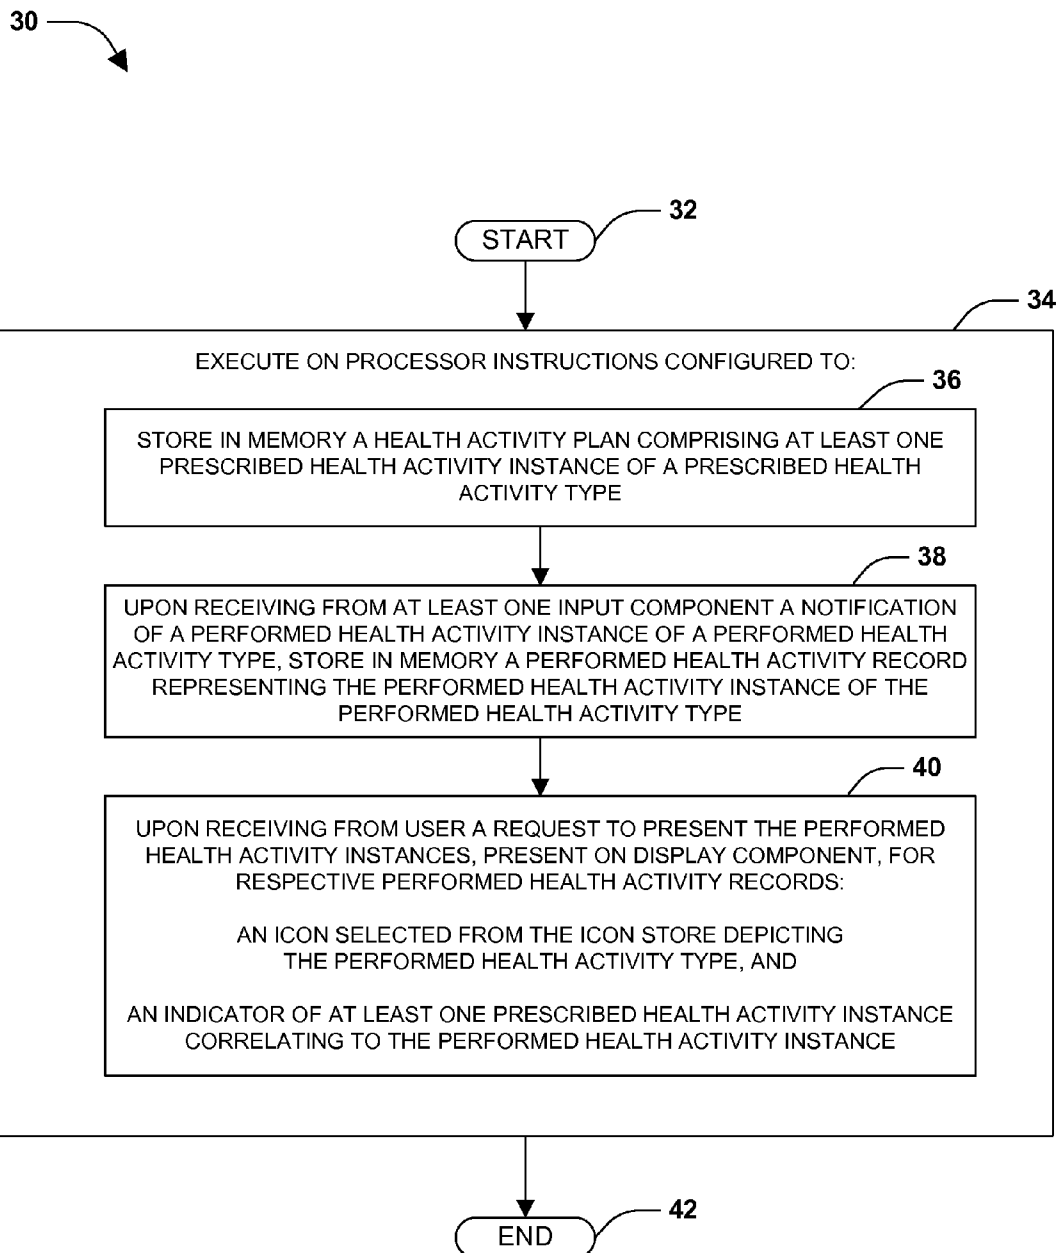 30
32
START
34
EXECUTE ON PROCESSOR INSTRUCTIONS CONFIGURED TO:
36
STORE IN MEMORY A HEALTH ACTIVITY PLAN COMPRISING AT LEAST ONE
PRESCRIBED HEALTH ACTIVITY INSTANCE OF A PRESCRIBED HEALTH
ACTIVITY TYPE
38
UPON RECEIVING FROM AT LEAST ONE INPUT COMPONENT A NOTIFICATION
OF A PERFORMED HEALTH ACTIVITY INSTANCE OF A PERFORMED HEALTH
ACTIVITY TYPE, STORE IN MEMORY A PERFORMED HEALTH ACTIVITY RECORD
REPRESENTING THE PERFORMED HEALTH ACTIVITY INSTANCE OF THE
PERFORMED HEALTH ACTIVITY TYPE
40
UPON RECEIVING FROM USER A REQUEST TO PRESENT THE PERFORMED
HEALTH ACTIVITY INSTANCES, PRESENT ON DISPLAY COMPONENT, FOR
RESPECTIVE PERFORMED HEALTH ACTIVITY RECORDS:
AN ICON SELECTED FROM THE ICON STORE DEPICTING
THE PERFORMED HEALTH ACTIVITY TYPE, AND
AN INDICATOR OF AT LEAST ONE PRESCRIBED HEALTH ACTIVITY INSTANCE
CORRELATING TO THE PERFORMED HEALTH ACTIVITY INSTANCE
42
END